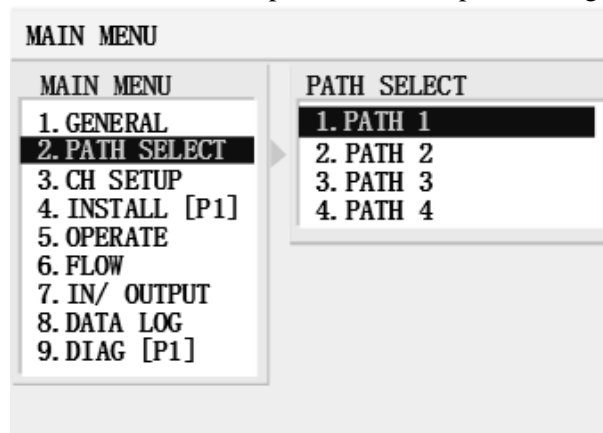 MAIN MENU
MAIN MENU
1. GENERAL
2. PATH SELECT
3. CH SETUP
4. INSTALL [P1]
5. OPERATE
6. FLOW
7. IN/ OUTPUT
8. DATA LOG
9. DIAG [P1]
PATH SELECT
1. PATH 1
2. PATH 2
3. PATH 3
4. PATH 4